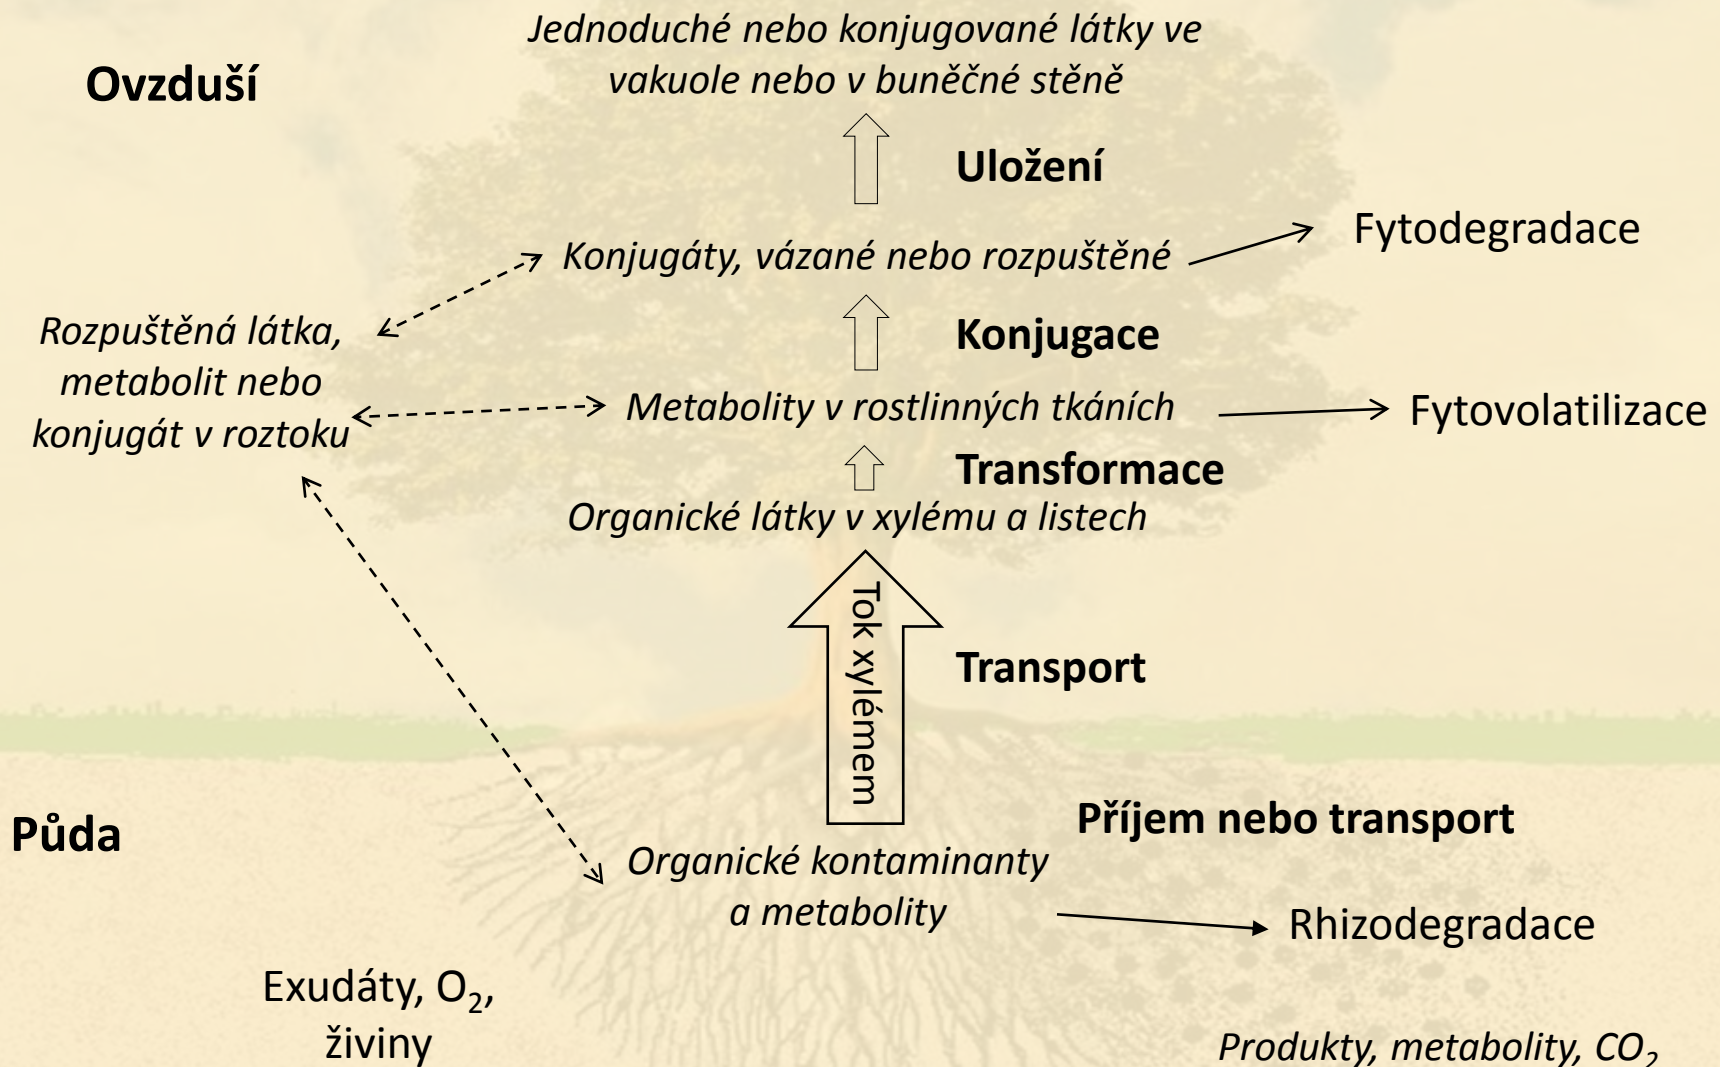 Jednoduché nebo konjugované látky ve
vakuole nebo v buněčné stěně
Ovzduší
Uložení
Fytodegradace
Konjugáty, vázané nebo rozpuštěné
Rozpuštěná látka,
metabolit nebo
konjugát v roztoku
Konjugace
Metabolity v rostlinných tkáních
Fytovolatilizace
Transformace
Organické látky v xylému a listech
Tok xylémem
Transport
Půda
Příjem nebo transport
Organické kontaminanty
a metabolity
Rhizodegradace
Exudáty, O₂,
živiny
Produkty, metabolity, CO₂